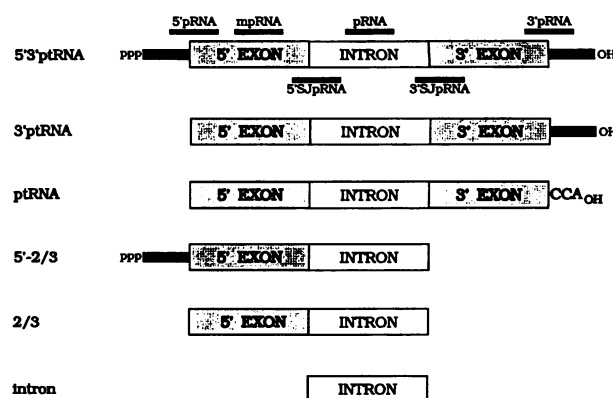 5'pRNA mpRNA pRNA 3'pRNA
5'3'ptRNA PPP 5' EXON INTRON 3' EXON OH
5'SJpRNA 3'SJpRNA
3'ptRNA 5' EXON INTRON 3' EXON OH
ptRNA 5' EXON INTRON 3' EXON CCAOH
5'-2/3 PPP 5' EXON INTRON
2/3 5' EXON INTRON
intron INTRON